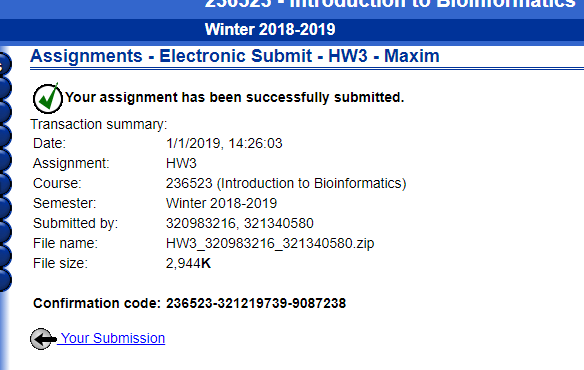 236523 - Introduction to Bioinformatics
Winter 2018-2019
Assignments - Electronic Submit - HW3 - Maxim
Your assignment has been successfully submitted.
Transaction summary:
Date: 1/1/2019, 14:26:03
Assignment: HW3
Course: 236523 (Introduction to Bioinformatics)
Semester: Winter 2018-2019
Submitted by: 320983216, 321340580
File name: HW3_320983216_321340580.zip
File size: 2,944K
Confirmation code: 236523-321219739-9087238
Your Submission